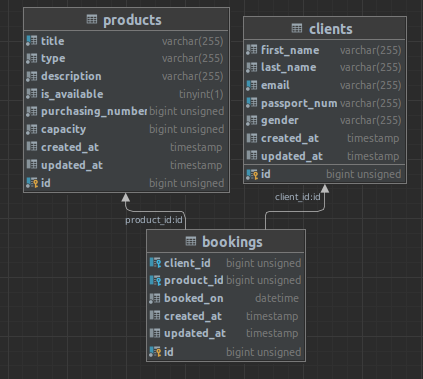 products
title varchar(255)
type varchar(255)
description varchar(255)
is_available tinyint(1)
purchasing_number bigint unsigned
capacity bigint unsigned
created_at timestamp
updated_at timestamp
id bigint unsigned
clients
first_name varchar(255)
last_name varchar(255)
email varchar(255)
passport_num varchar(255)
gender varchar(255)
created_at timestamp
updated_at timestamp
id bigint unsigned
product_id:id
client_id:id
bookings
client_id bigint unsigned
product_id bigint unsigned
booked_on datetime
created_at timestamp
updated_at timestamp
id bigint unsigned